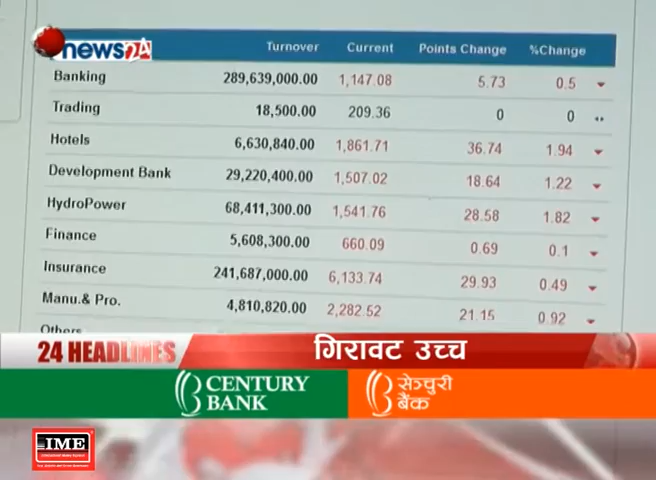 news24
Turnover Current Points Change %Change
Banking 289,639,000.00 1,147.08 5.73 0.5
Trading 18,500.00 209.36 0 0
Hotels 6,630,840.00 1,861.71 36.74 1.94
Development Bank 29,220,400.00 1,507.02 18.64 1.22
HydroPower 68,411,300.00 1,541.76 28.58 1.82
Finance 5,608,300.00 660.09 0.69 0.1
Insurance 241,687,000.00 6,133.74 29.93 0.49
Manu.& Pro. 4,810,820.00 2,282.52 21.15 0.92
Others
24 HEADLINES गिरावट उच्च
CENTURY BANK सेञ्चुरी बैंक
IME